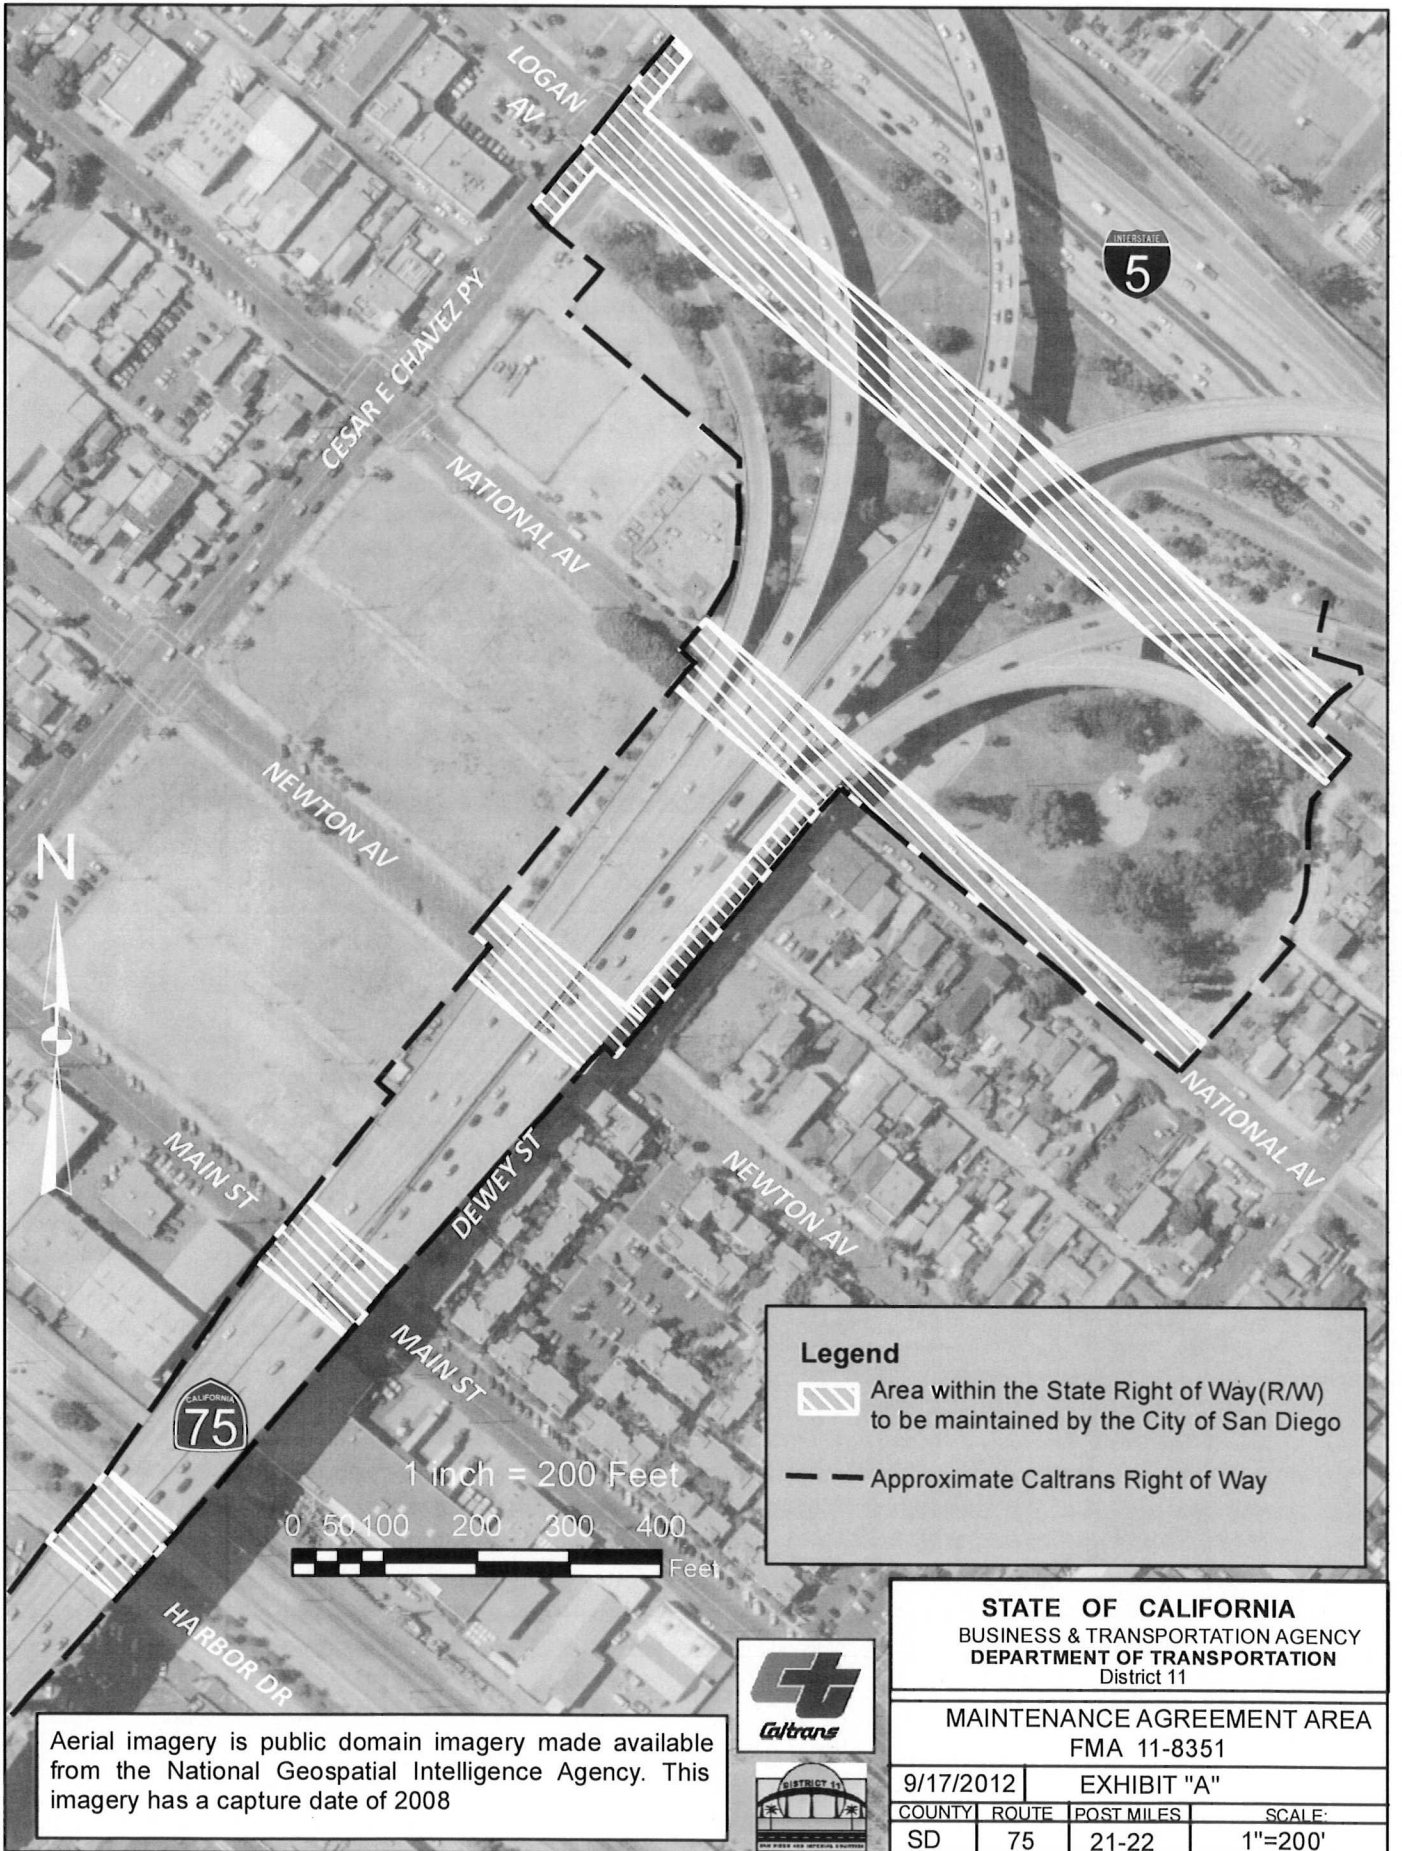 LOGAN
AV
INTERSTATE
5
CESAR E CHAVEZ PY
NATIONAL AV
NEWTON AV
N
MAIN ST
DEWEY ST
NEWTON AV
NATIONAL AV
MAIN ST
CALIFORNIA
75
HARBOR DR
1 inch = 200 Feet
0 50 100 200 300 400
Feet
Legend
Area within the State Right of Way(R/W)
to be maintained by the City of San Diego
Approximate Caltrans Right of Way
Aerial imagery is public domain imagery made available
from the National Geospatial Intelligence Agency. This
imagery has a capture date of 2008
ct
Caltrans
DISTRICT 11
SAN DIEGO AND IMPERIAL COUNTIES
STATE OF CALIFORNIA
BUSINESS & TRANSPORTATION AGENCY
DEPARTMENT OF TRANSPORTATION
District 11
MAINTENANCE AGREEMENT AREA
FMA 11-8351
9/17/2012 EXHIBIT "A"
COUNTY ROUTE POST MILES SCALE:
SD 75 21-22 1"=200'